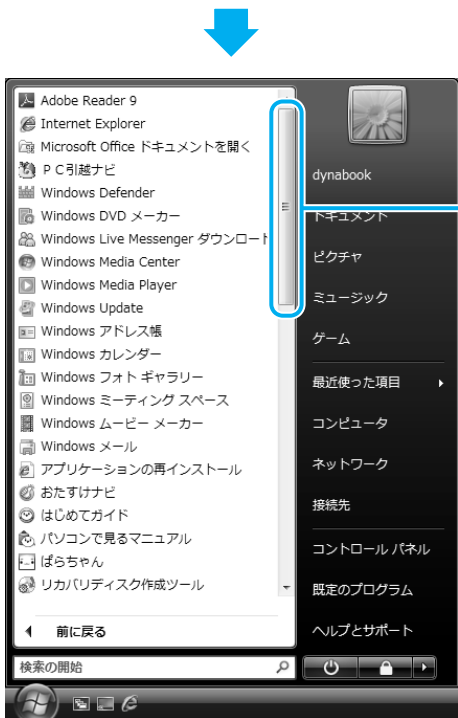 Adobe Reader 9
Internet Explorer
Microsoft Office ドキュメントを開く
ＰＣ引越ナビ
Windows Defender
Windows DVD メーカー
Windows Live Messenger ダウンロード
Windows Media Center
Windows Media Player
Windows Update
Windows アドレス帳
Windows カレンダー
Windows フォト ギャラリー
Windows ミーティング スペース
Windows ムービー メーカー
Windows メール
アプリケーションの再インストール
おたすけナビ
はじめてガイド
パソコンで見るマニュアル
ぱらちゃん
リカバリディスク作成ツール
前に戻る
検索の開始
dynabook
ドキュメント
ピクチャ
ミュージック
ゲーム
最近使った項目
コンピュータ
ネットワーク
接続先
コントロール パネル
既定のプログラム
ヘルプとサポート